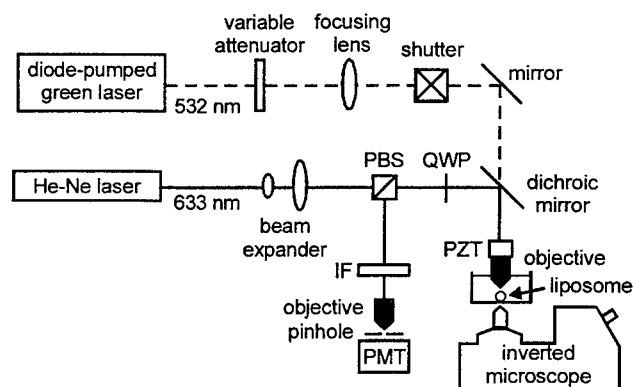 variable
attenuator
focusing
lens
shutter
mirror
diode-pumped
green laser
532 nm
He-Ne laser
633 nm
beam
expander
PBS
QWP
dichroic
mirror
PZT
objective
liposome
IF
objective
pinhole
PMT
inverted
microscope